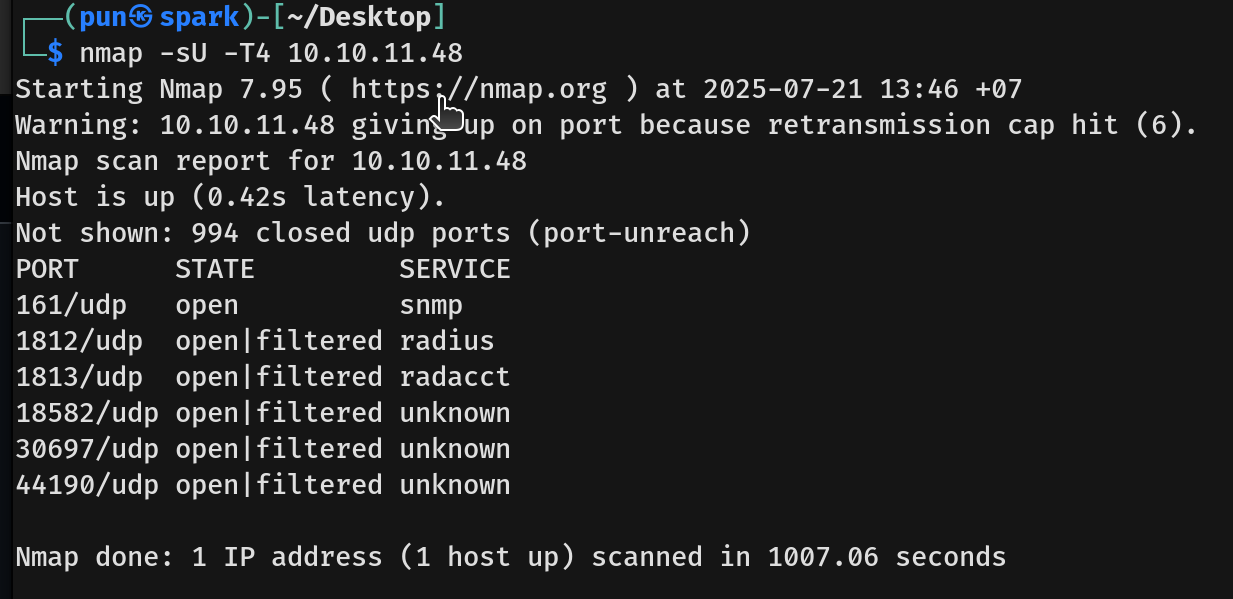 (pun㉿spark)-[~/Desktop]
$ nmap -sU -T4 10.10.11.48
Starting Nmap 7.95 ( https://nmap.org ) at 2025-07-21 13:46 +07
Warning: 10.10.11.48 giving up on port because retransmission cap hit (6).
Nmap scan report for 10.10.11.48
Host is up (0.42s latency).
Not shown: 994 closed udp ports (port-unreach)
PORT      STATE         SERVICE
161/udp   open          snmp
1812/udp  open|filtered radius
1813/udp  open|filtered radacct
18582/udp open|filtered unknown
30697/udp open|filtered unknown
44190/udp open|filtered unknown
Nmap done: 1 IP address (1 host up) scanned in 1007.06 seconds